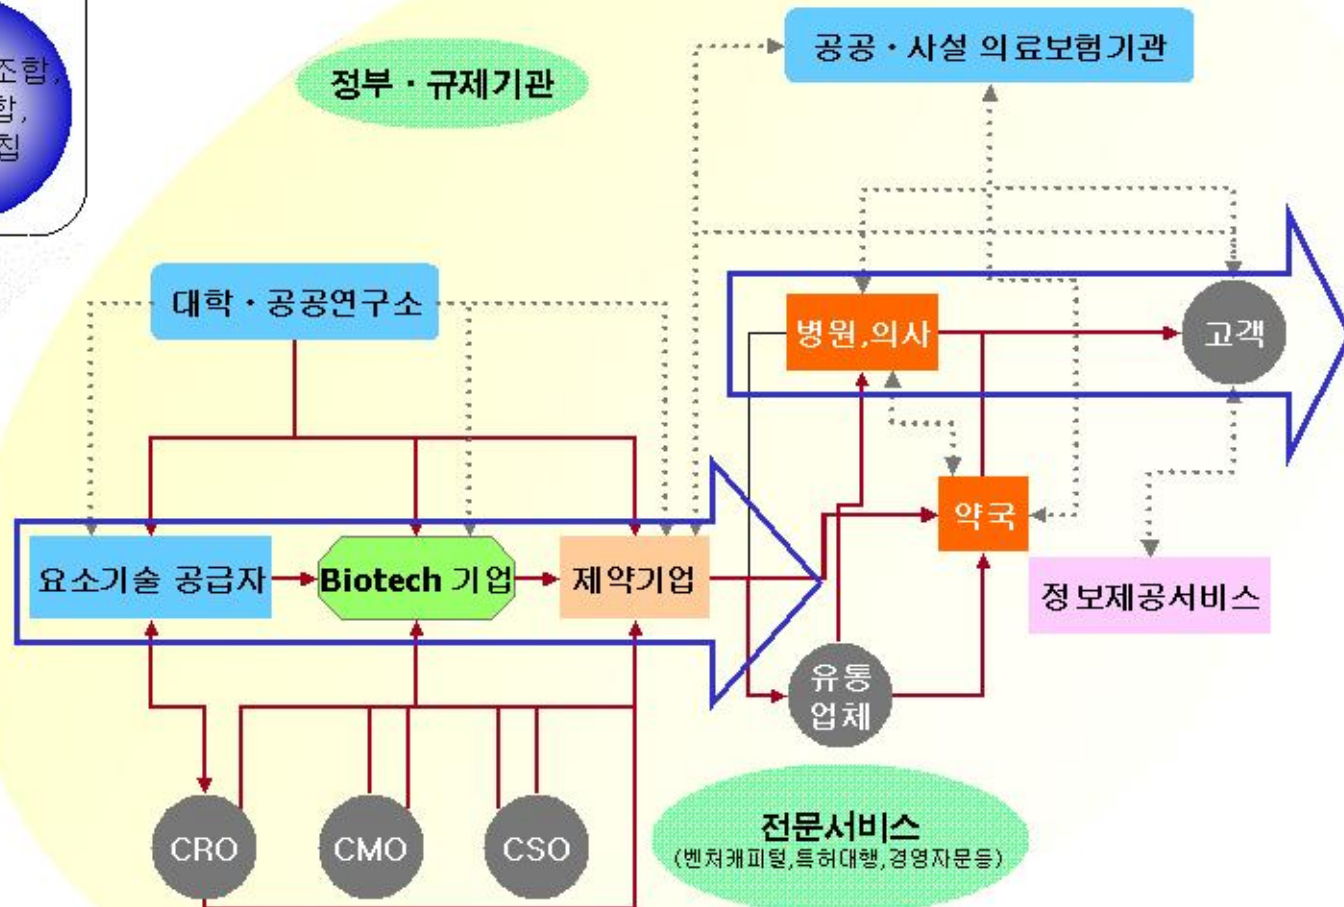 조합,
합,
칩
정부 · 규제기관
공공 · 사설 의료보험기관
대학 · 공공연구소
병원,의사
고객
약국
요소기술 공급자
Biotech 기업
제약기업
정보제공서비스
유통
업체
CRO
CMO
CSO
전문서비스
(벤처캐피털,특허대행,경영자문등)